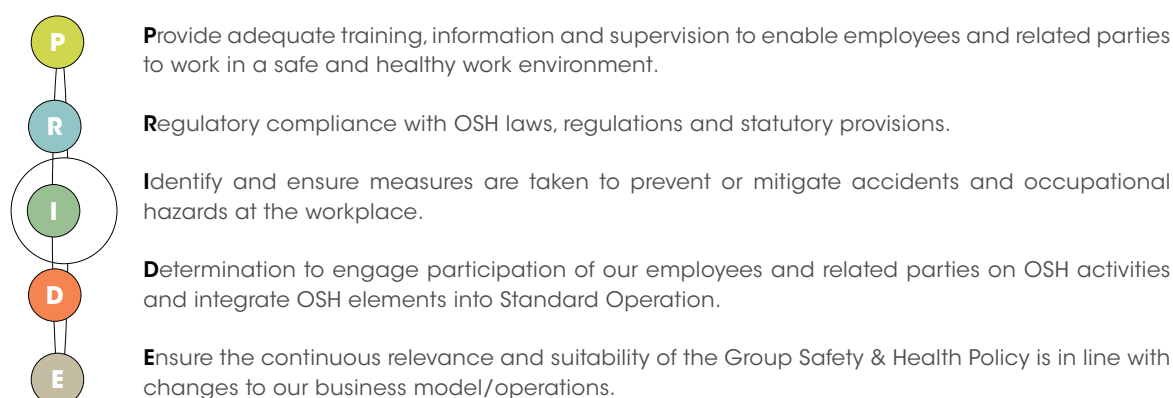 P
Provide adequate training, information and supervision to enable employees and related parties
to work in a safe and healthy work environment.
R
Regulatory compliance with OSH laws, regulations and statutory provisions.
I
Identify and ensure measures are taken to prevent or mitigate accidents and occupational
hazards at the workplace.
D
Determination to engage participation of our employees and related parties on OSH activities
and integrate OSH elements into Standard Operation.
E
Ensure the continuous relevance and suitability of the Group Safety & Health Policy is in line with
changes to our business model/operations.